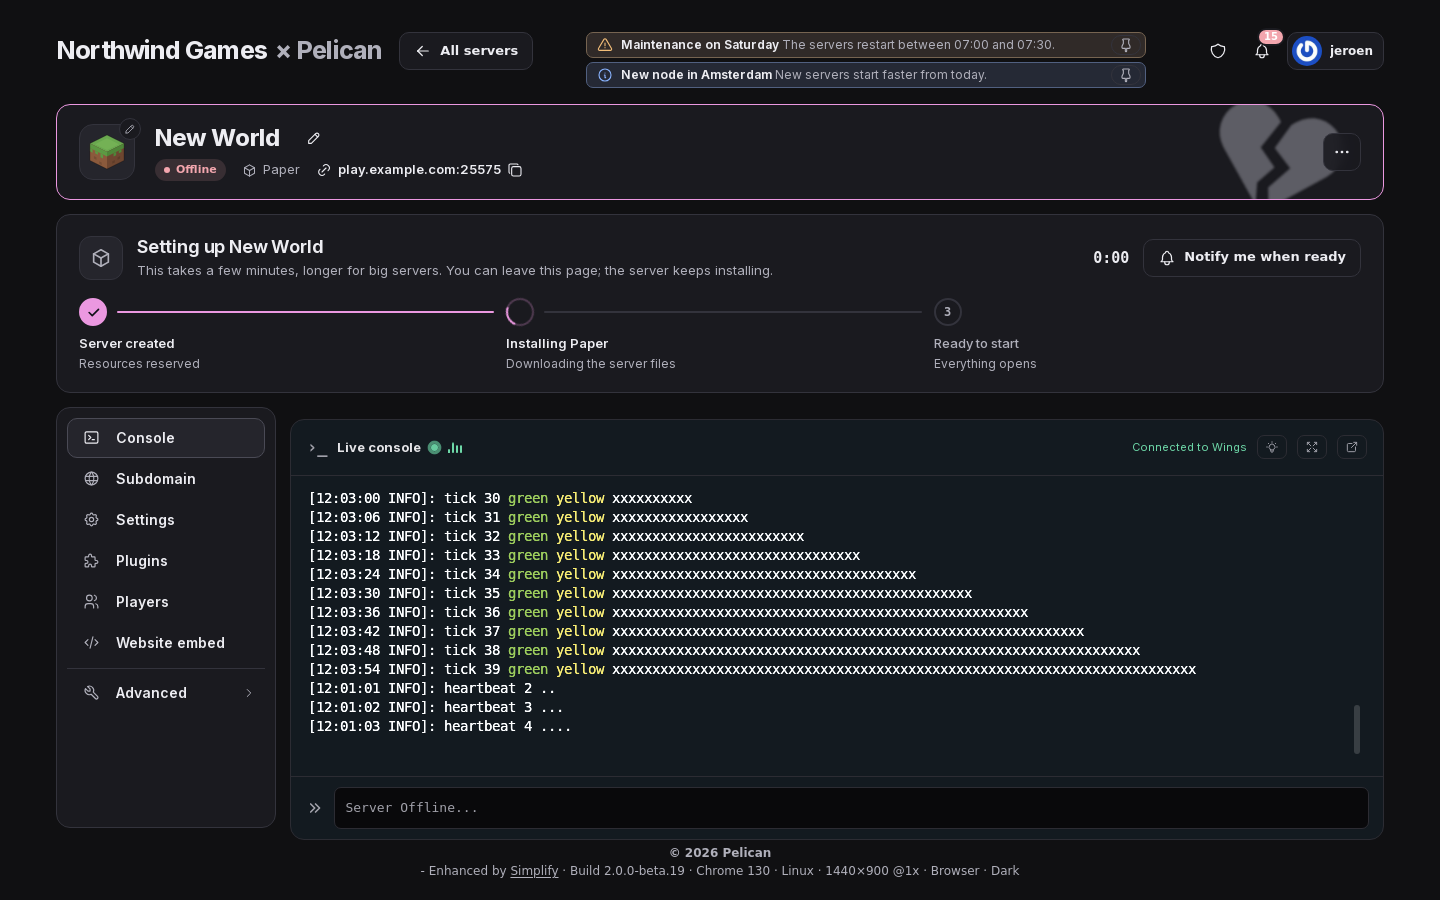 Northwind Games × Pelican
All servers
Maintenance on Saturday The servers restart between 07:00 and 07:30.
New node in Amsterdam New servers start faster from today.
15
jeroen
New World
Offline
Paper
play.example.com:25575
Setting up New World
This takes a few minutes, longer for big servers. You can leave this page; the server keeps installing.
0:00
Notify me when ready
3
Server created
Resources reserved
Installing Paper
Downloading the server files
Ready to start
Everything opens
Console
Subdomain
Settings
Plugins
Players
Website embed
Advanced
Live console
Connected to Wings
[12:03:00 INFO]: tick 30 green yellow xxxxxxxxxx
[12:03:06 INFO]: tick 31 green yellow xxxxxxxxxxxxxxxxx
[12:03:12 INFO]: tick 32 green yellow xxxxxxxxxxxxxxxxxxxxxxxx
[12:03:18 INFO]: tick 33 green yellow xxxxxxxxxxxxxxxxxxxxxxxxxxxxxxx
[12:03:24 INFO]: tick 34 green yellow xxxxxxxxxxxxxxxxxxxxxxxxxxxxxxxxxxxxxx
[12:03:30 INFO]: tick 35 green yellow xxxxxxxxxxxxxxxxxxxxxxxxxxxxxxxxxxxxxxxxxxxxx
[12:03:36 INFO]: tick 36 green yellow xxxxxxxxxxxxxxxxxxxxxxxxxxxxxxxxxxxxxxxxxxxxxxxxxxxx
[12:03:42 INFO]: tick 37 green yellow xxxxxxxxxxxxxxxxxxxxxxxxxxxxxxxxxxxxxxxxxxxxxxxxxxxxxxxxxxx
[12:03:48 INFO]: tick 38 green yellow xxxxxxxxxxxxxxxxxxxxxxxxxxxxxxxxxxxxxxxxxxxxxxxxxxxxxxxxxxxxxxxxxx
[12:03:54 INFO]: tick 39 green yellow xxxxxxxxxxxxxxxxxxxxxxxxxxxxxxxxxxxxxxxxxxxxxxxxxxxxxxxxxxxxxxxxxxxxxxxxx
[12:01:01 INFO]: heartbeat 2 ..
[12:01:02 INFO]: heartbeat 3 ...
[12:01:03 INFO]: heartbeat 4 ....
Server Offline...
© 2026 Pelican
- Enhanced by Simplify · Build 2.0.0-beta.19 · Chrome 130 · Linux · 1440×900 @1x · Browser · Dark